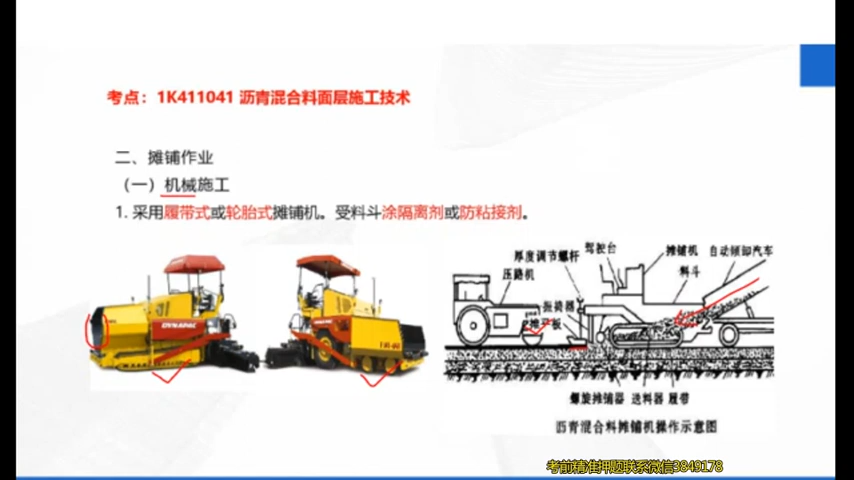 考点：1K411041 沥青混合料面层施工技术
二、摊铺作业
（一）机械施工
1. 采用履带式或轮胎式摊铺机。受料斗涂隔离剂或防粘接剂。
DYNAPAC
厚度调节螺杆
驾驶台
摊铺机
自动倾卸汽车
压路机
料斗
振捣器
螺旋摊铺器 送料器 履带
沥青混合料摊铺机操作示意图
考前精准押题联系微信3849178